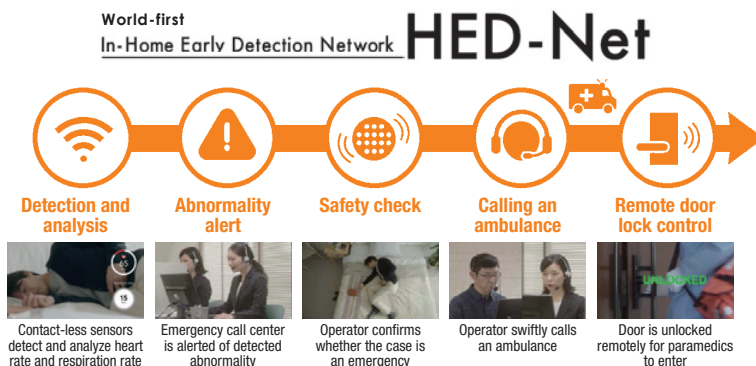 World-first
In-Home Early Detection Network HED-Net
Detection and
analysis
Abnormality
alert
Safety check
Calling an
ambulance
Remote door
lock control
65
15
UNLOCKED
Contact-less sensors
detect and analyze heart
rate and respiration rate
Emergency call center
is alerted of detected
abnormality
Operator confirms
whether the case is
an emergency
Operator swiftly calls
an ambulance
Door is unlocked
remotely for paramedics
to enter